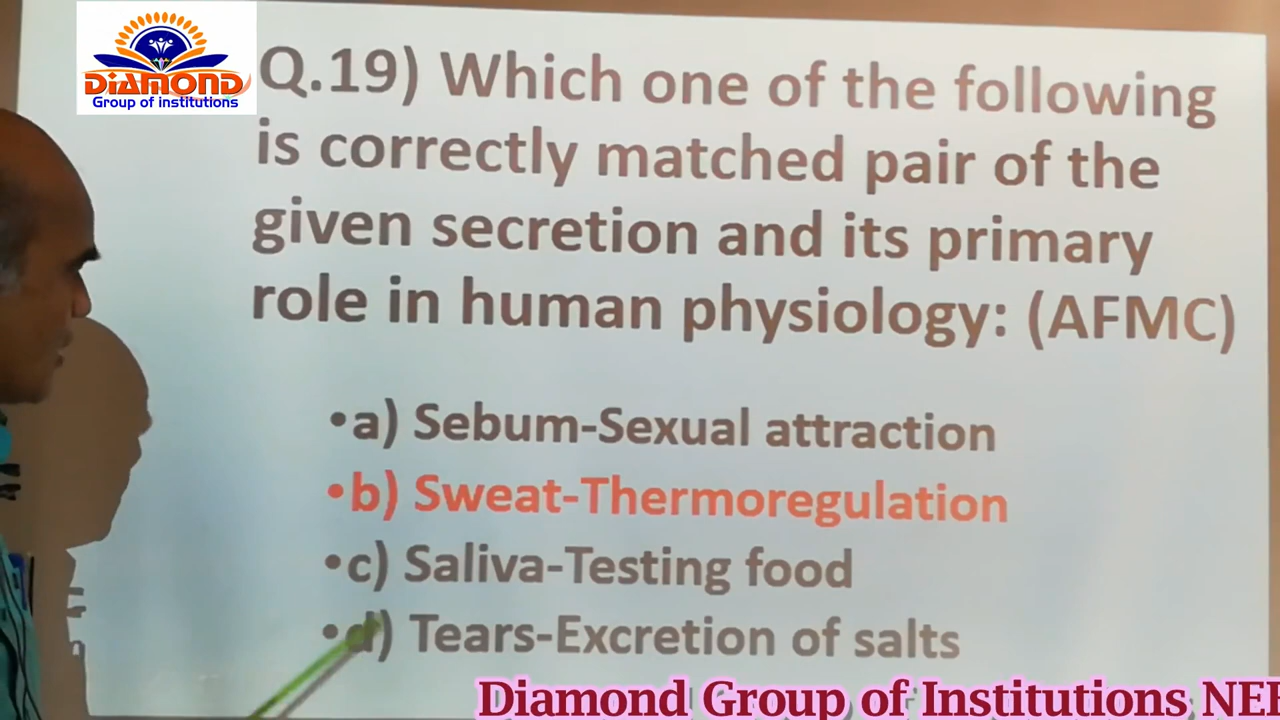 DIAMOND
Group of institutions
Q.19) Which one of the following
is correctly matched pair of the
given secretion and its primary
role in human physiology: (AFMC)
•a) Sebum-Sexual attraction
•b) Sweat-Thermoregulation
•c) Saliva-Testing food
•d) Tears-Excretion of salts
Diamond Group of Institutions NEE